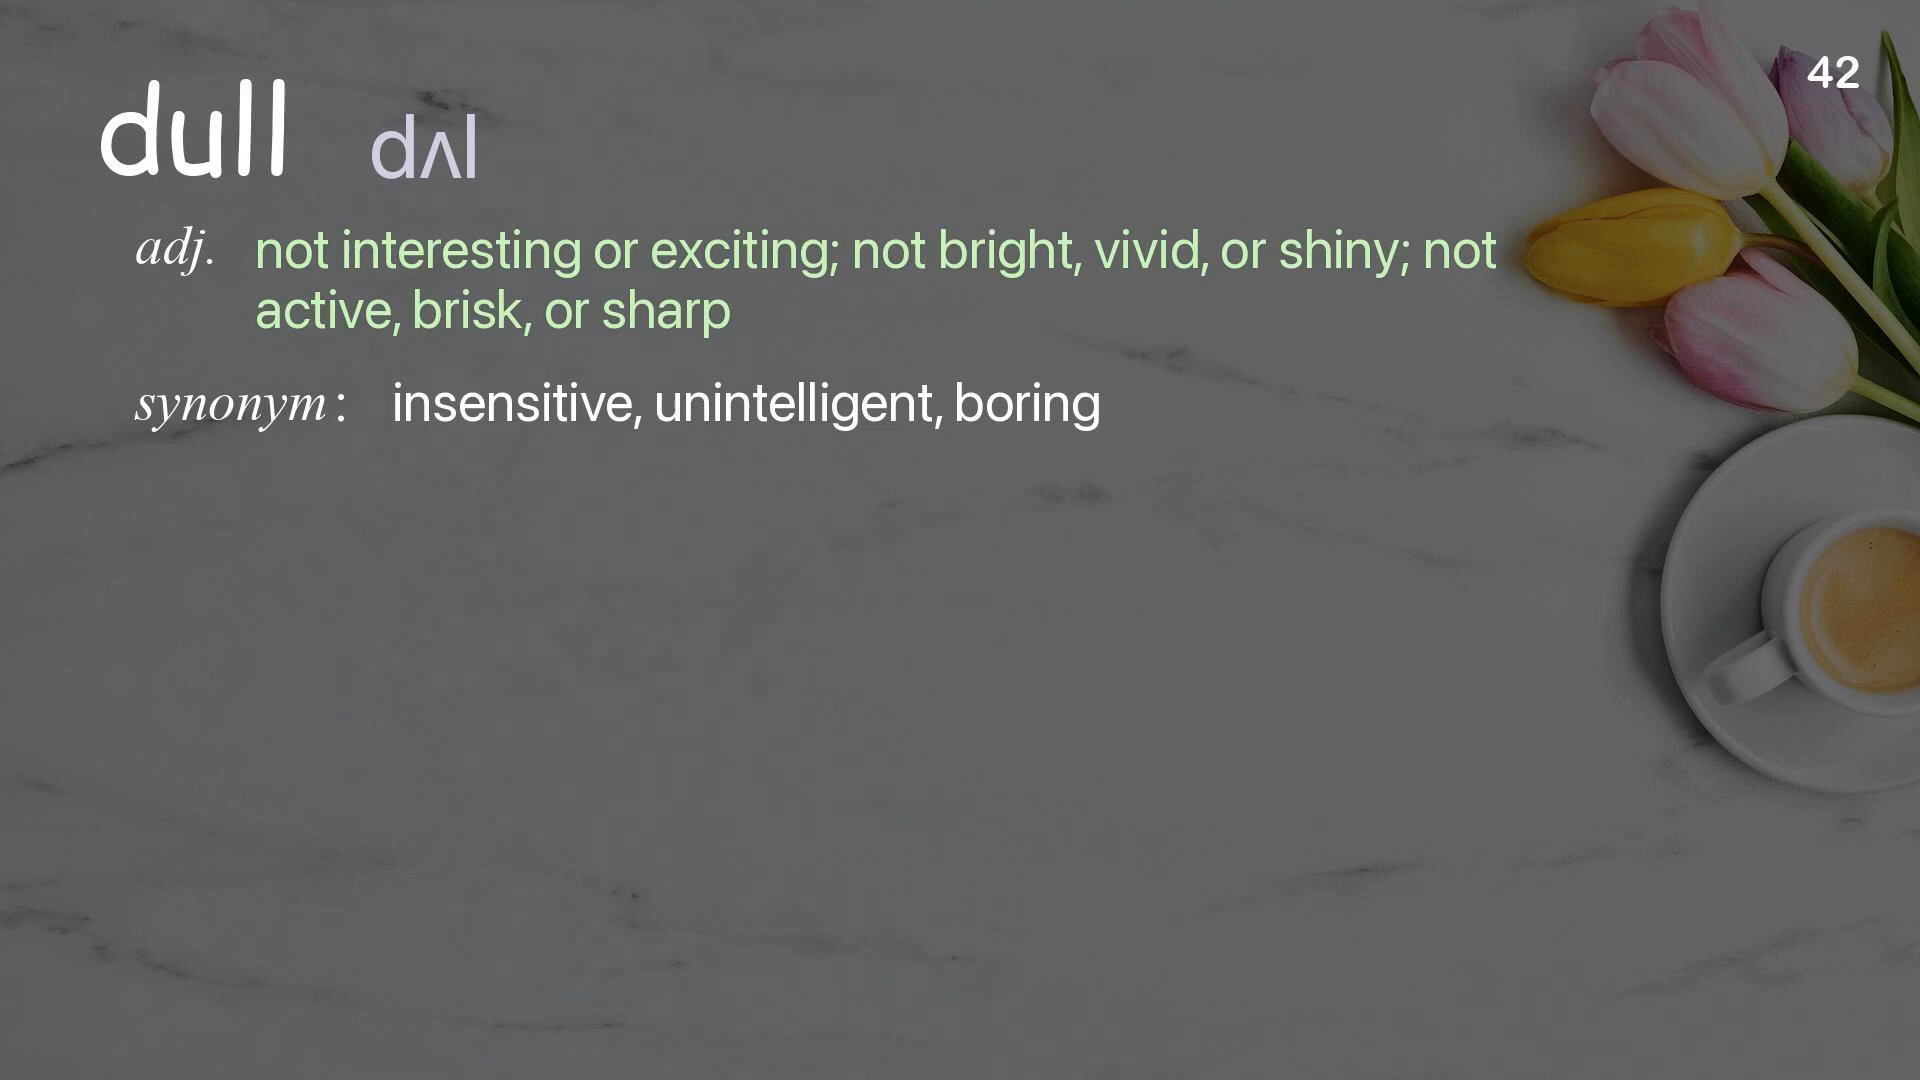 42
dull dʌl
adj. not interesting or exciting; not bright, vivid, or shiny; not
active, brisk, or sharp
synonym : insensitive, unintelligent, boring